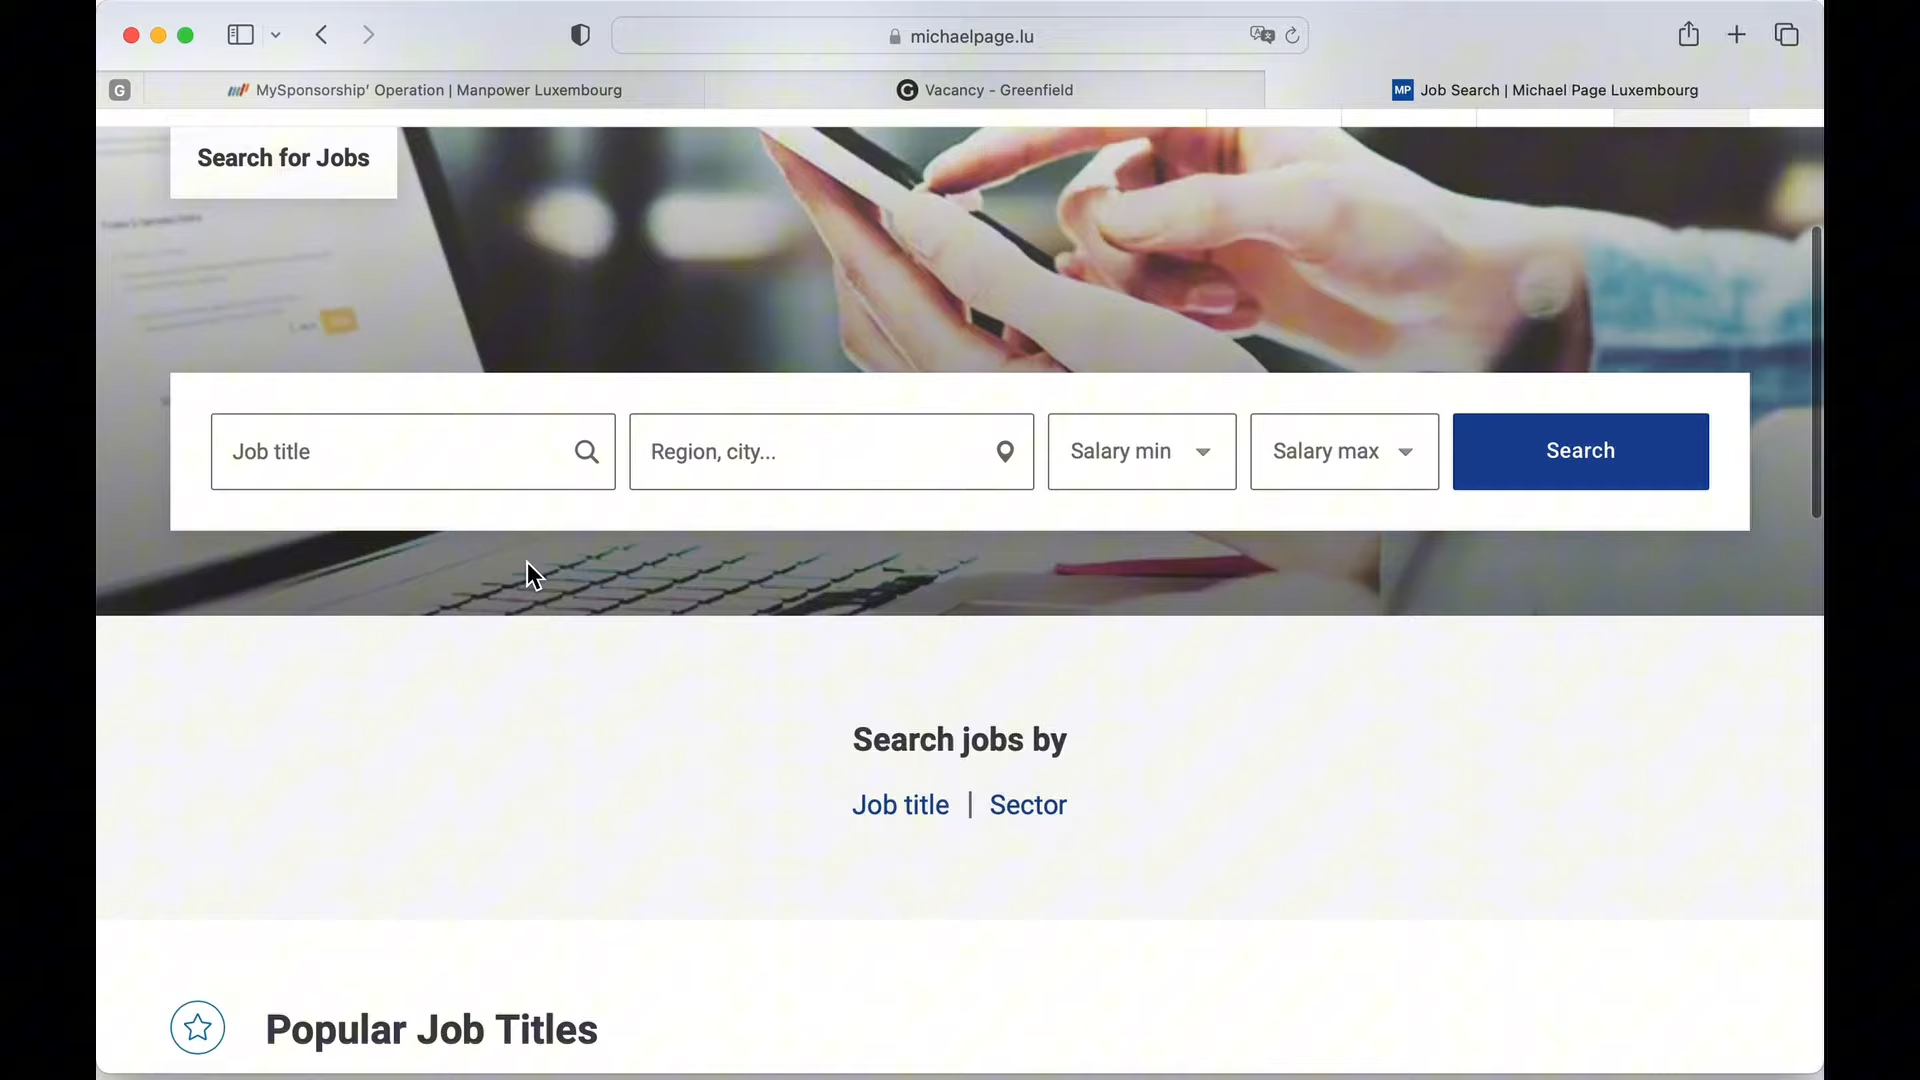 michaelpage.lu
G
MySponsorship' Operation | Manpower Luxembourg
G
Vacancy - Greenfield
MP
Job Search | Michael Page Luxembourg
Search for Jobs
Job title
Region, city...
Salary min
Salary max
Search
Search jobs by
Job title | Sector
Popular Job Titles